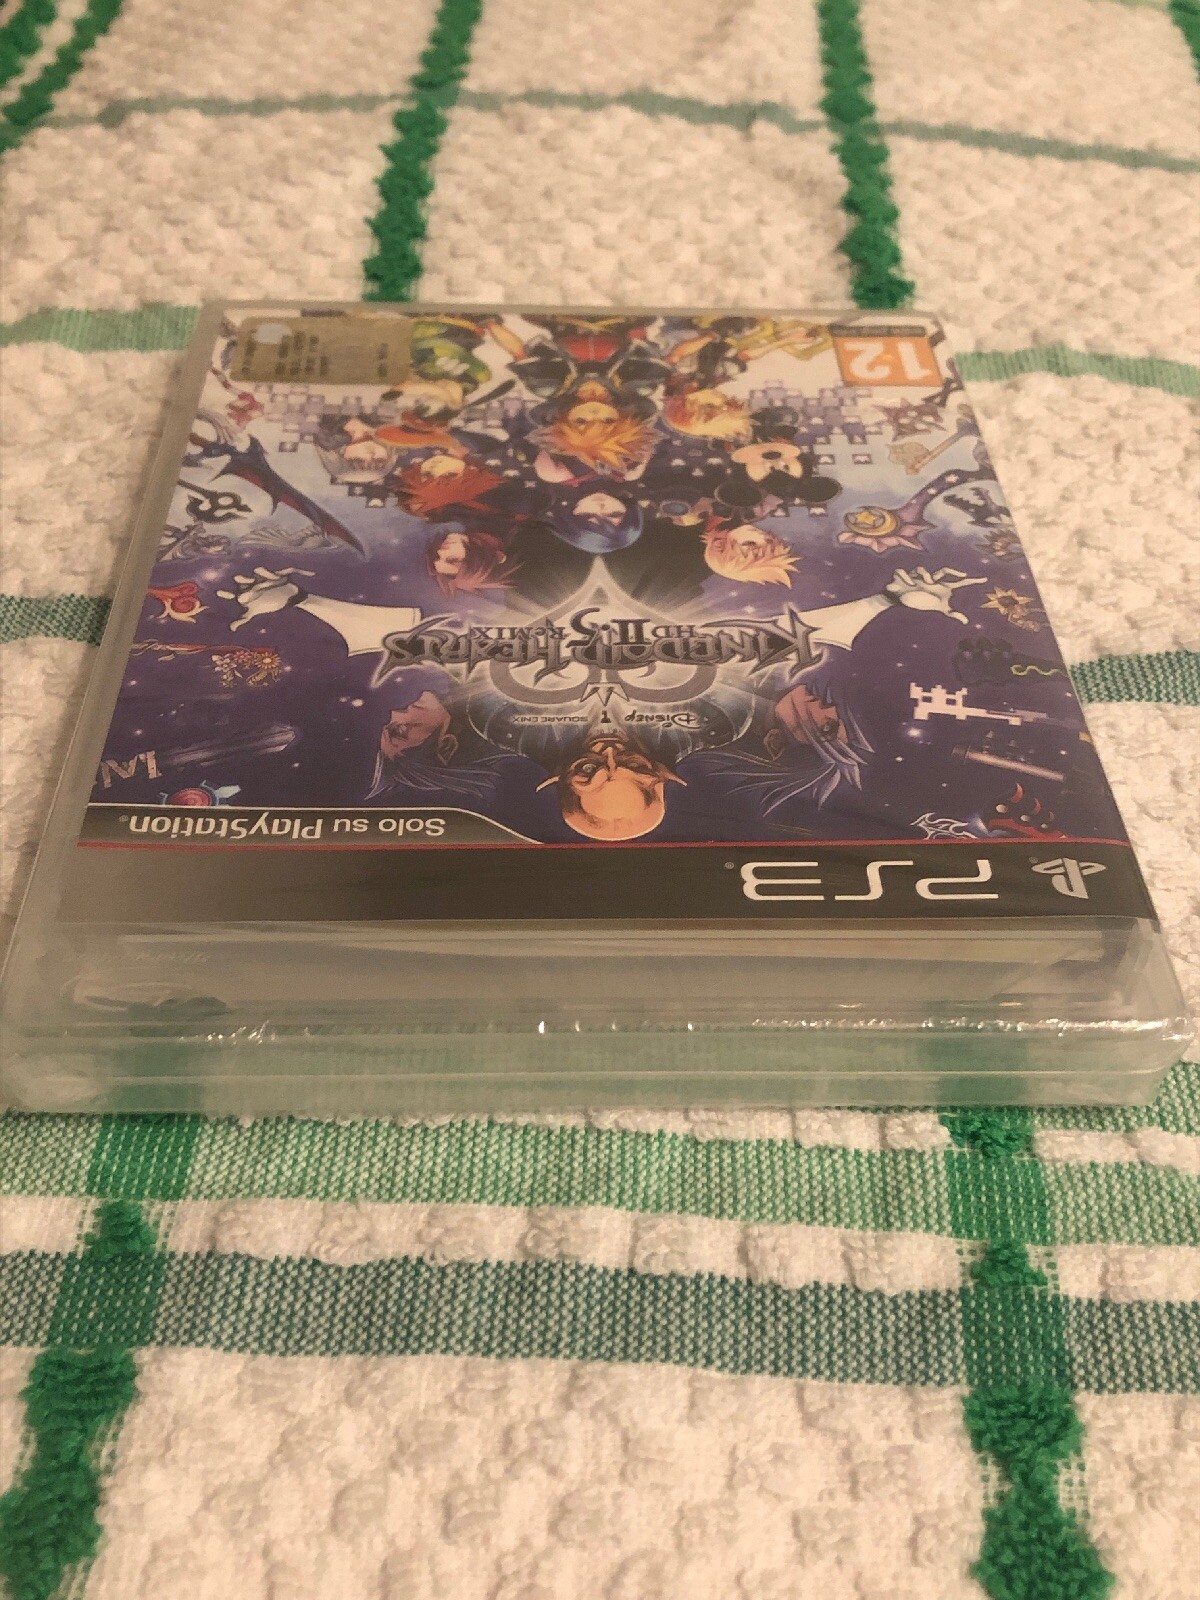 PS3®
Solo su PlayStation®
Disney SQUARE ENIX
KINGDOM HEARTS
HD II.5 ReMIX
12